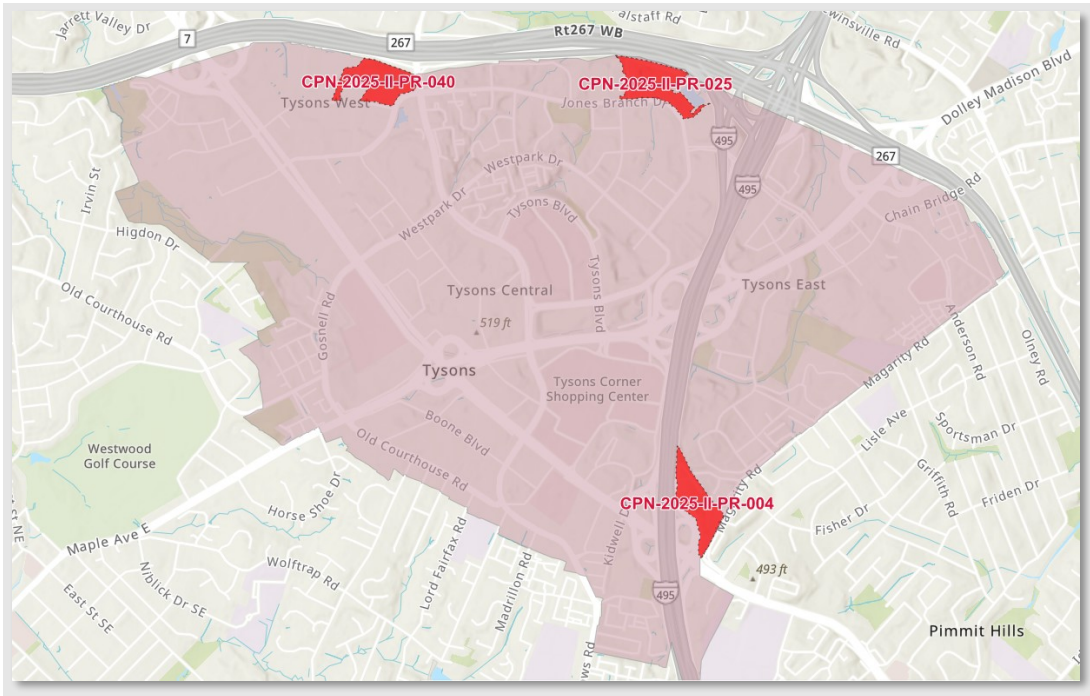 Jarrett Valley Dr
7
267
Rt267 WB
alstaff Rd
ewinsville Rd
Dolley Madison Blvd
CPN-2025-II-PR-040
Tysons West
CPN-2025-II-PR-025
Jones Branch Dr
495
267
495
Westpark Dr
Westpark Dr
Tysons Blvd
Chain Bridge Rd
Irvin St
Higdon Dr
Old Courthouse Rd
Gosnell Rd
Tysons Central
519 ft
Tysons Blvd
Tysons East
Tysons
Tysons Corner
Shopping Center
Magarity Rd
Anderson Rd
Olney Rd
Boone Blvd
Old Courthouse Rd
Lisle Ave
Sportsman Dr
Westwood
Golf Course
Griffith Rd
Friden Dr
CPN-2025-II-PR-004
Magarity Rd
Fisher Dr
Horse Shoe Dr
Maple Ave E
st NE
Kidwell D
Lord Fairfax Rd
Madrillon Rd
Wolftrap Rd
Niblick Dr SE
East St SE
493 ft
495
Pimmit Hills
ws Rd